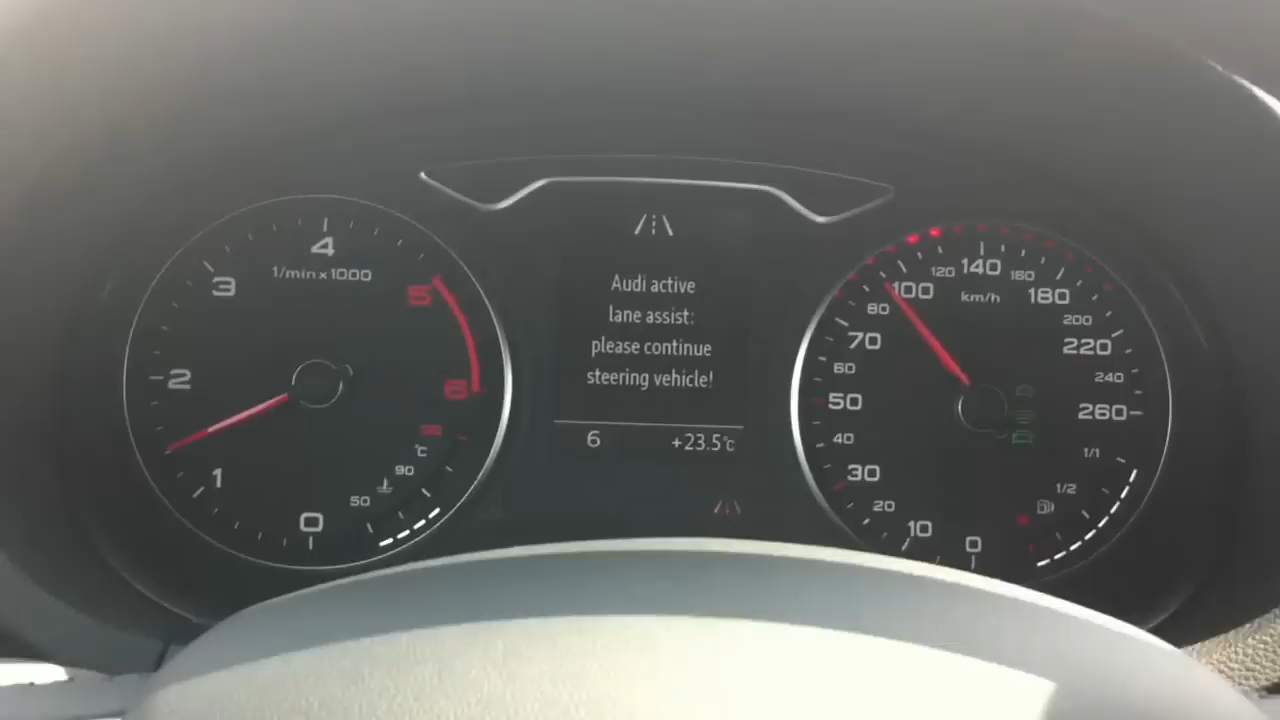 4
3
1/min x 1000
5
2
6
1
°C
90
50
0
Audi active
lane assist:
please continue
steering vehicle!
6 +23.5°C
120 140 160
100 km/h 180
80
200
70 220
60
240
50 260
40
1/1
30
1/2
20
10
0